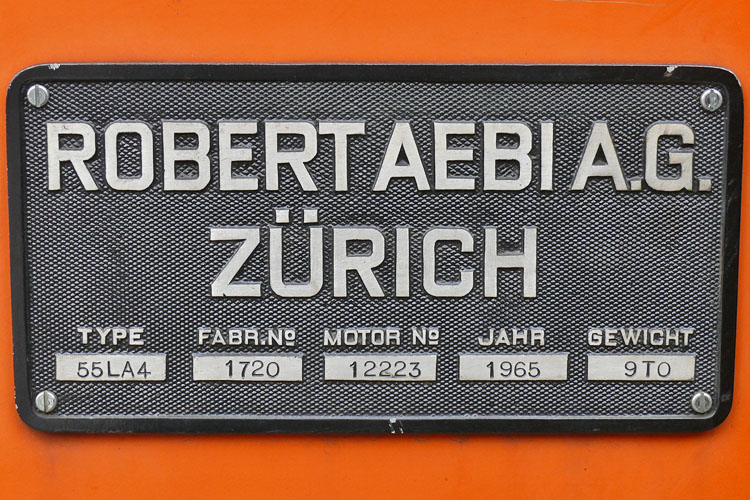 ROBERT AEBI A.G.
ZÜRICH
TYPE FABR.No MOTOR No JAHR GEWICHT
55LA4 1720 12223 1965 9TO